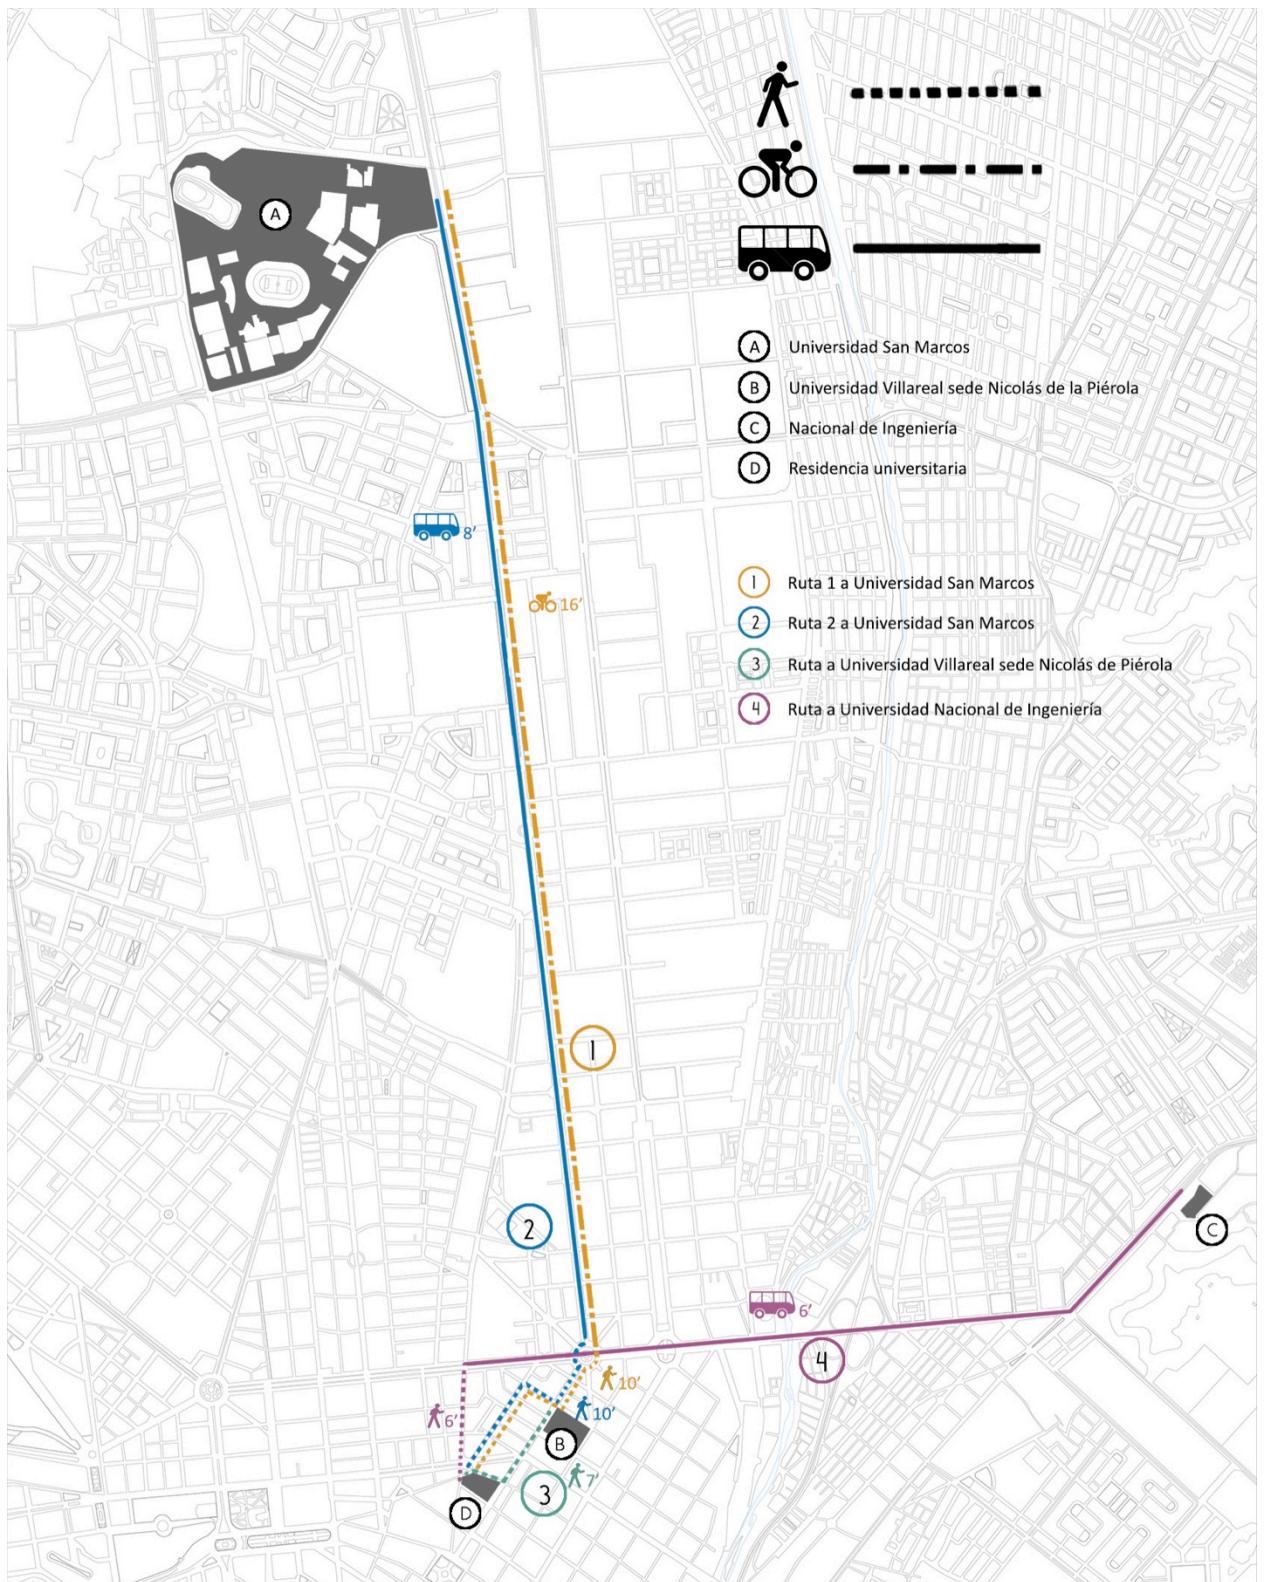 A
A Universidad San Marcos
B Universidad Villareal sede Nicolás de la Piérola
C Nacional de Ingeniería
D Residencia universitaria
8'
16'
1 Ruta 1 a Universidad San Marcos
2 Ruta 2 a Universidad San Marcos
3 Ruta a Universidad Villareal sede Nicolás de Piérola
4 Ruta a Universidad Nacional de Ingeniería
1
2
C
6'
4
10'
6'
10'
B
7'
3
D